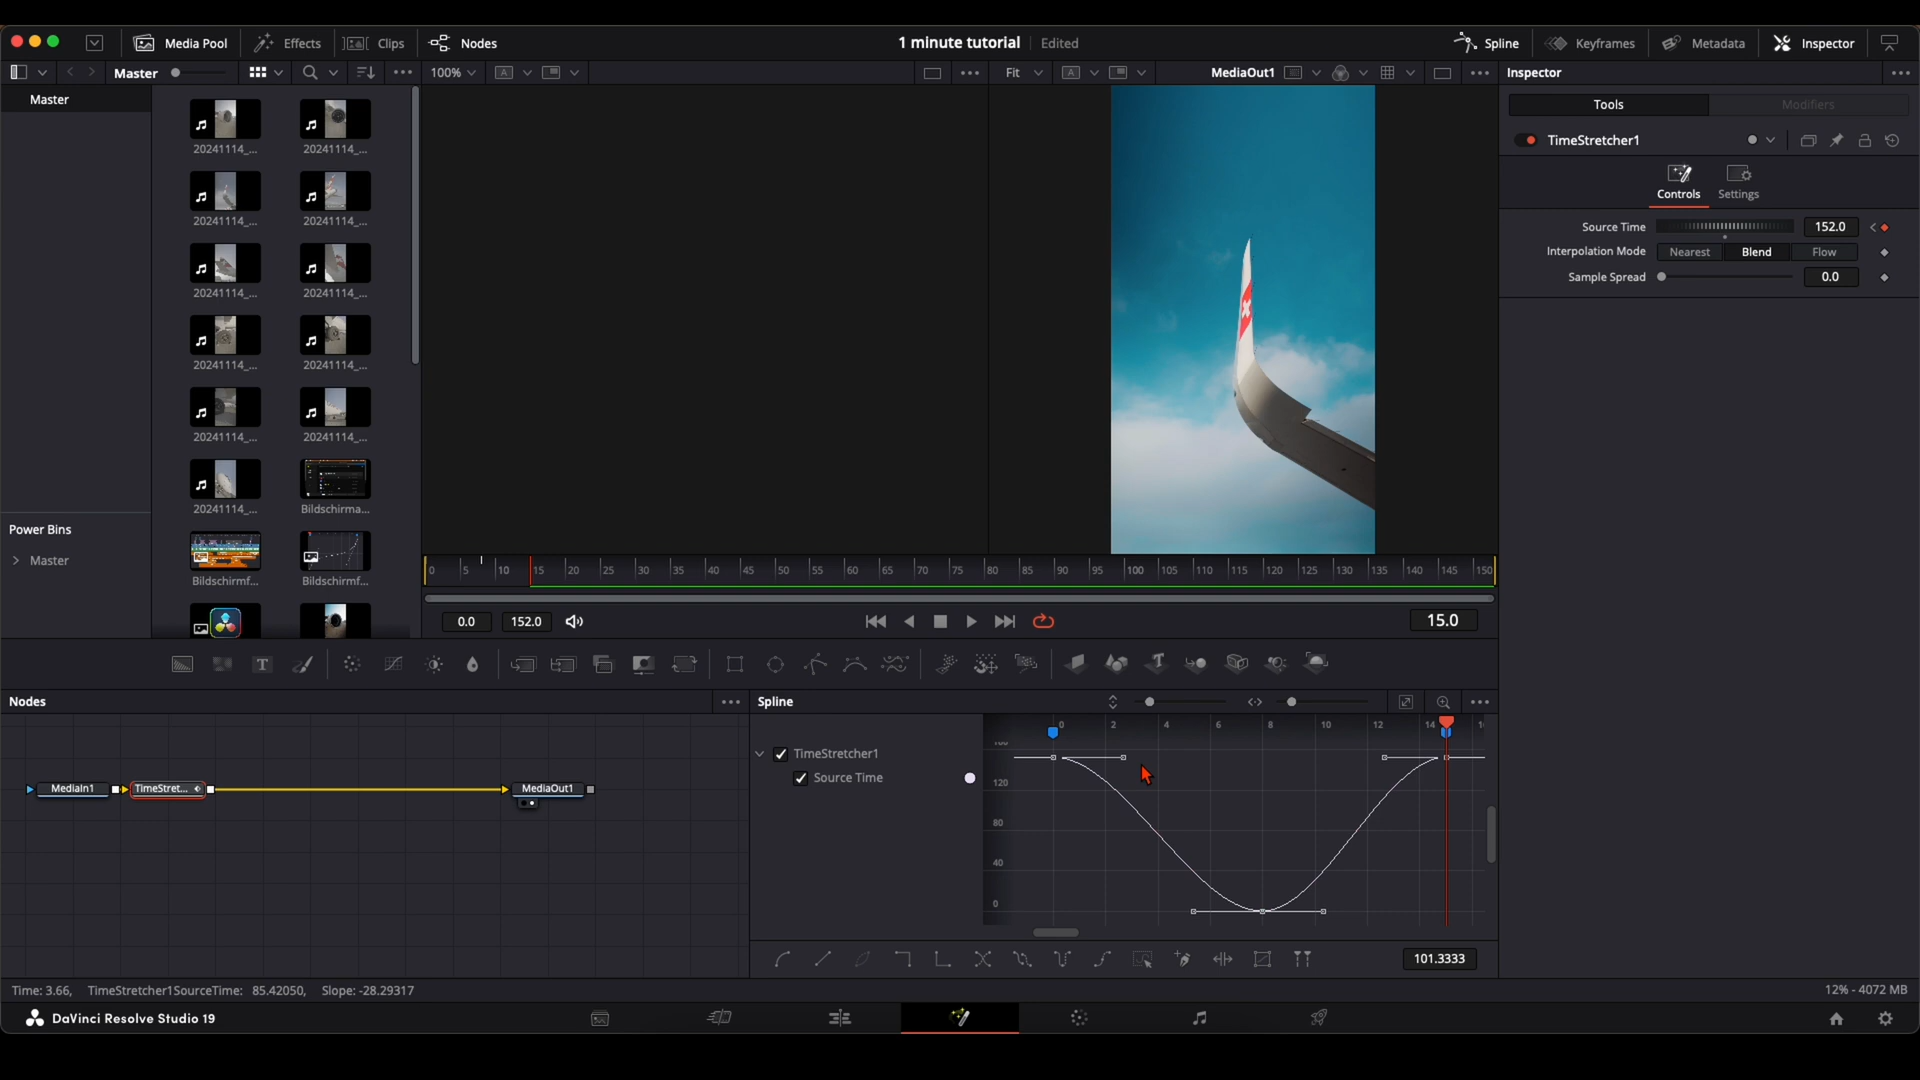 Media Pool
Effects
Clips
Nodes
1 minute tutorial
Edited
Spline
Keyframes
Metadata
Inspector
Master
100%
A
Fit
A
MediaOut1
Inspector
Master
Tools
Modifiers
TimeStretcher1
Controls
Settings
Source Time
152.0
Interpolation Mode
Nearest
Blend
Flow
Sample Spread
0.0
20241114_...
20241114_...
20241114_...
20241114_...
20241114_...
20241114_...
20241114_...
20241114_...
20241114_...
20241114_...
20241114_...
Bildschirma...
Bildschirmf...
Bildschirmf...
Power Bins
Master
0 5 10 15 20 25 30 35 40 45 50 55 60 65 70 75 80 85 90 95 100 105 110 115 120 125 130 135 140 145 150
0.0
152.0
15.0
T
T
Nodes
Spline
MediaIn1
TimeStret...
MediaOut1
TimeStretcher1
Source Time
0 2 4 6 8 10 12 14
160
120
80
40
0
101.3333
Time: 3.66, TimeStretcher1SourceTime: 85.42050, Slope: -28.29317
12% - 4072 MB
DaVinci Resolve Studio 19